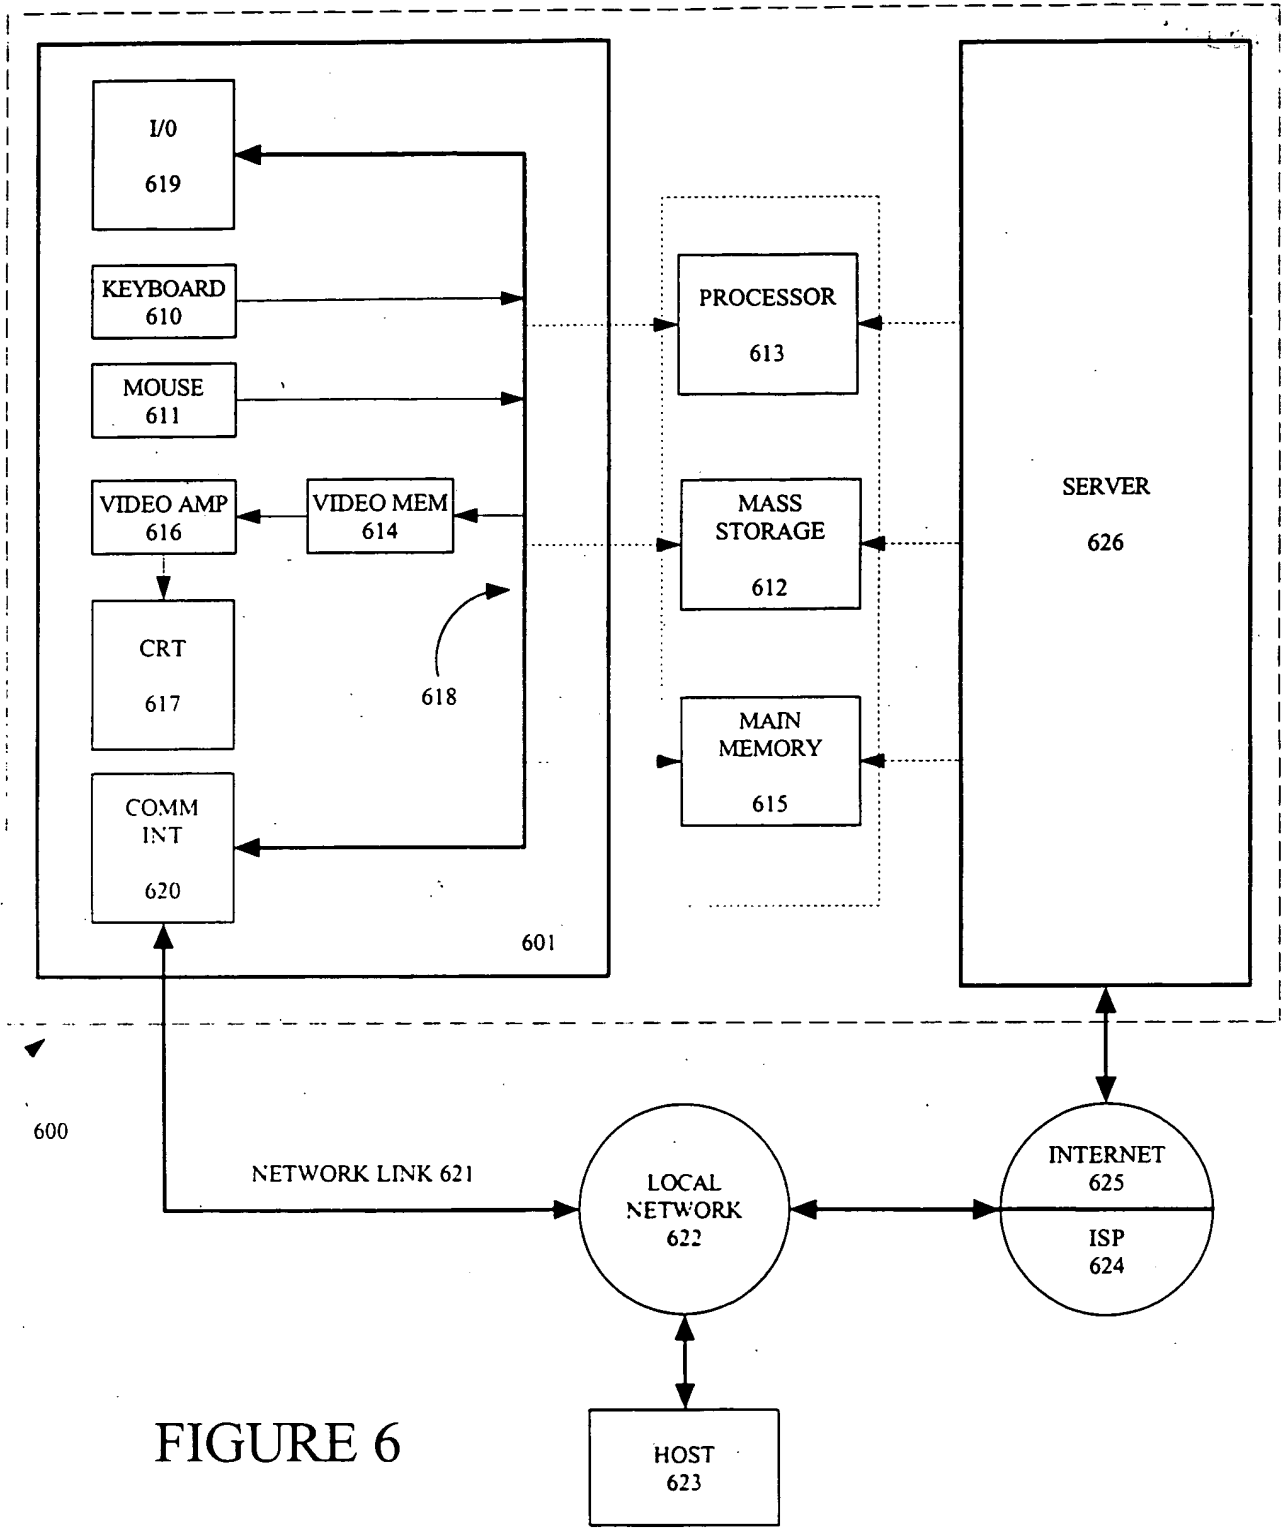 I/0
619
KEYBOARD
610
MOUSE
611
VIDEO AMP
616
VIDEO MEM
614
CRT
617
618
COMM
INT
620
601
PROCESSOR
613
MASS
STORAGE
612
MAIN
MEMORY
615
SERVER
626
600
NETWORK LINK 621
LOCAL
NETWORK
622
INTERNET
625
ISP
624
HOST
623
FIGURE 6